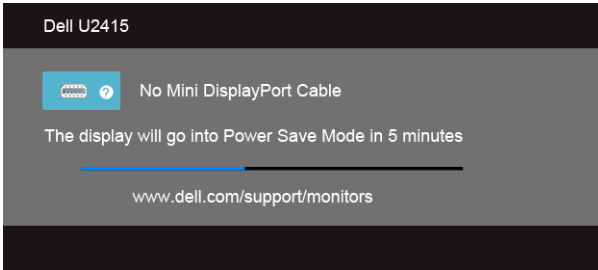 Dell U2415
No Mini DisplayPort Cable
The display will go into Power Save Mode in 5 minutes
www.dell.com/support/monitors